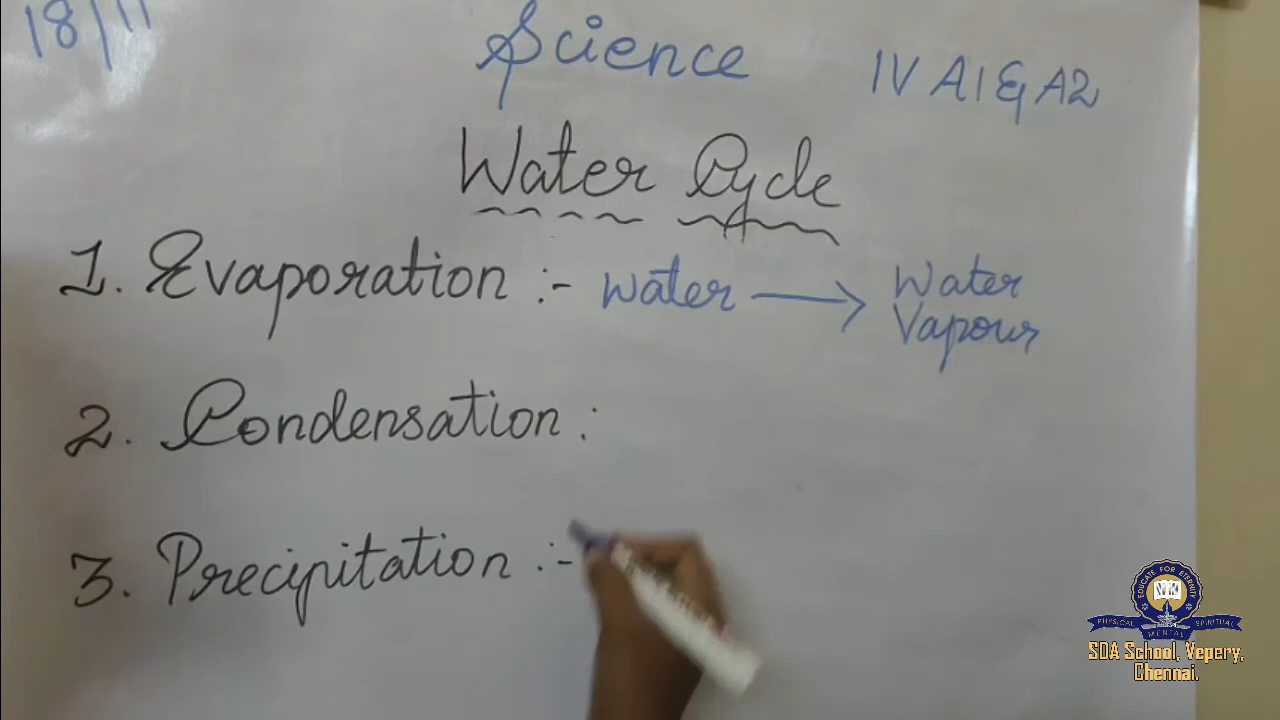 18/11
Science
IV A1 & A2
Water Cycle
1. Evaporation :- Water → Water
Vapour
2. Condensation :
3. Precipitation :-
EDUCATE FOR ETERNITY
PHYSICAL MENTAL SPIRITUAL
SDA School, Vepery,
Chennai.